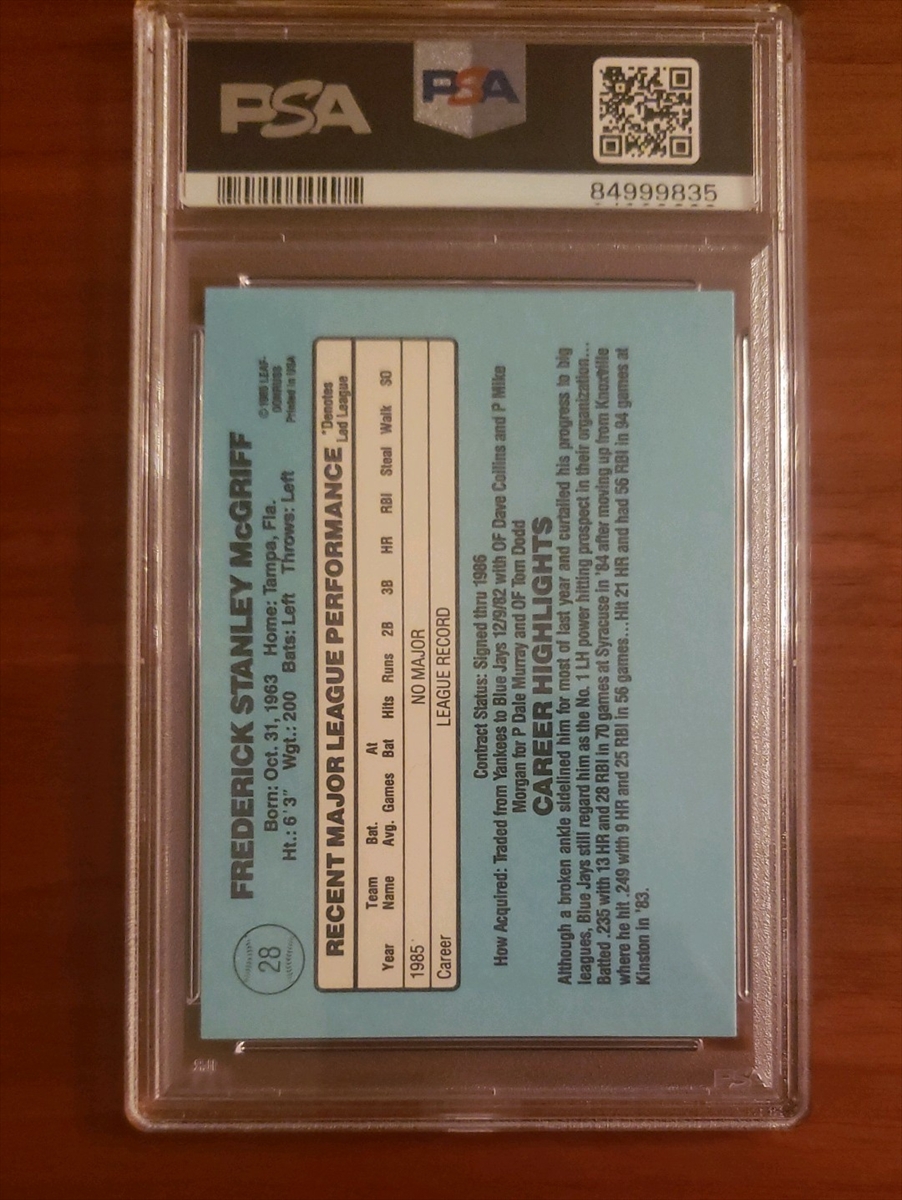 PSA
PSA
84999835
28
FREDERICK STANLEY McGRIFF
Born: Oct. 31, 1963 Home: Tampa, Fla.
Ht.: 6'3" Wgt.: 200 Bats: Left Throws: Left
© 1985 LEAF-
DONRUSS
Printed in USA
RECENT MAJOR LEAGUE PERFORMANCE
*Denotes
Led League
Year Team Name Bat. Avg. Games At Bat Hits Runs 2B 3B HR RBI Steal Walk SO
1985 NO MAJOR
Career LEAGUE RECORD
Contract Status: Signed thru 1986
How Acquired: Traded from Yankees to Blue Jays 12/9/82 with OF Dave Collins and P Mike
Morgan for P Dale Murray and OF Tom Dodd
CAREER HIGHLIGHTS
Although a broken ankle sidelined him for most of last year and curtailed his progress to big
leagues, Blue Jays still regard him as the No. 1 LH power hitting prospect in their organization...
Batted .235 with 13 HR and 28 RBI in 70 games at Syracuse in '84 after moving up from Knoxville
where he hit .249 with 9 HR and 25 RBI in 56 games...Hit 21 HR and had 56 RBI in 94 games at
Kinston in '83.